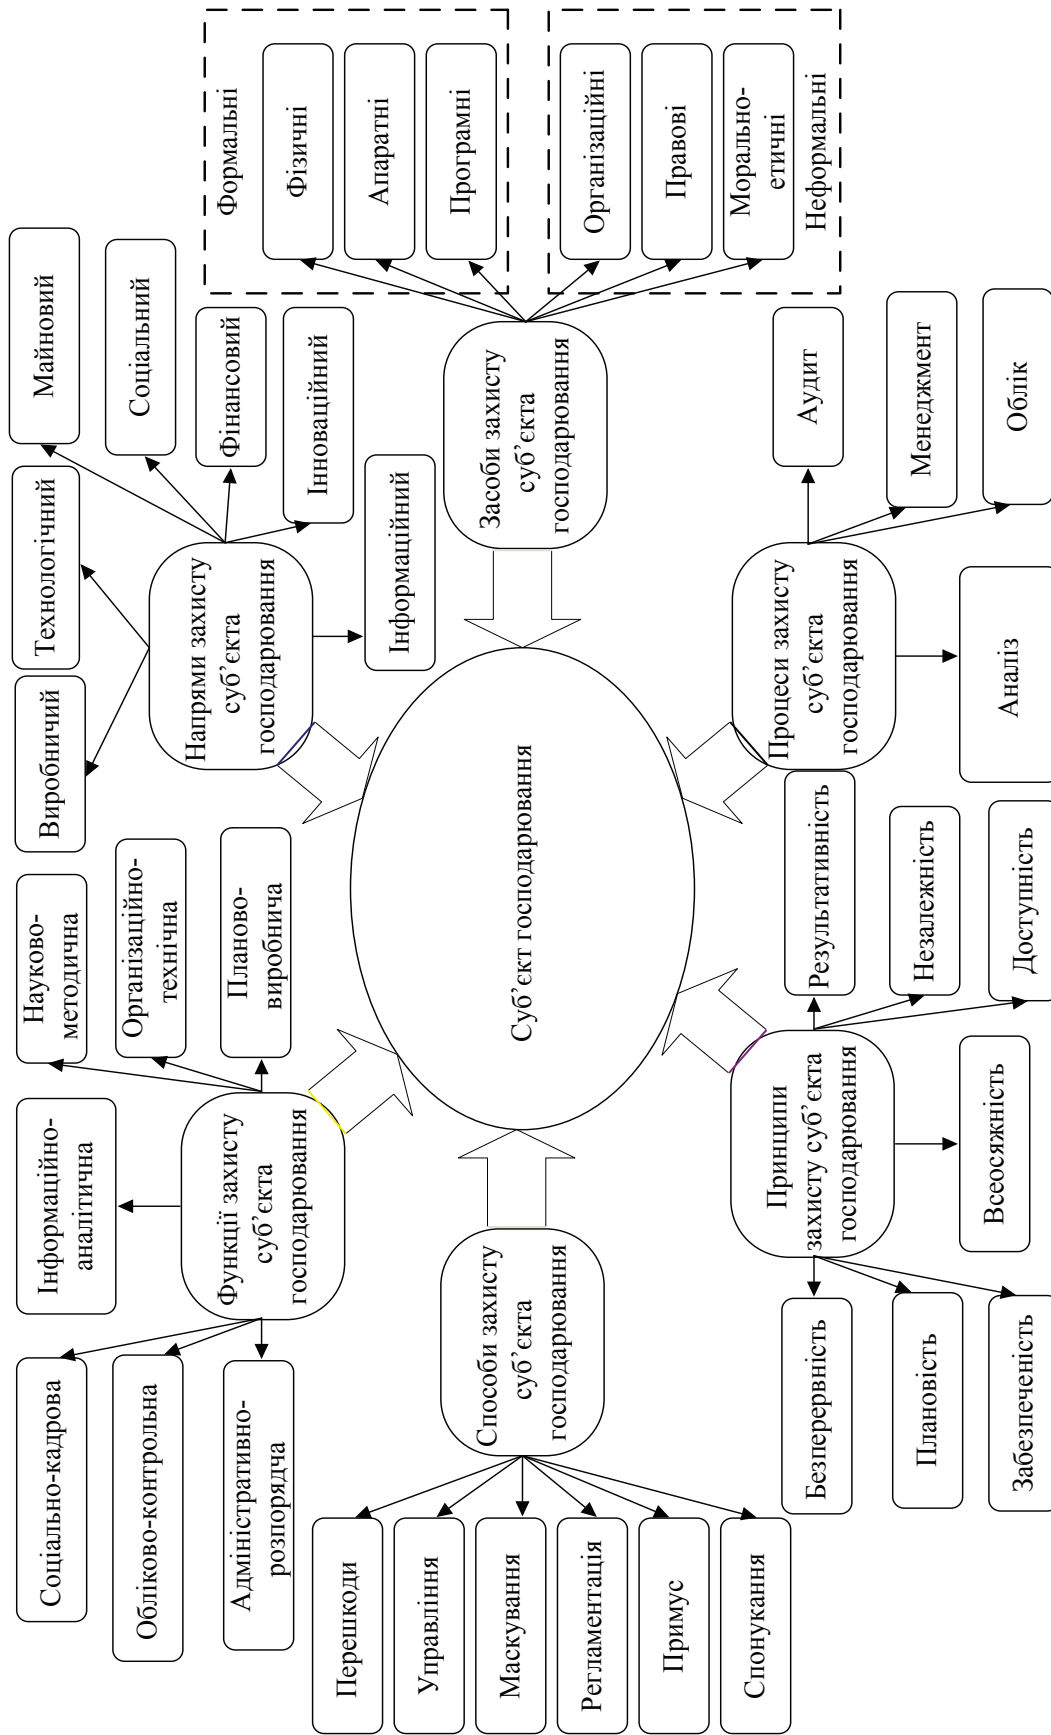 Соціально-кадрова
Обліково-контрольна
Адміністративно-
розпорядча
Інформаційно-
аналітична
Науково-
методична
Організаційно-
технічна
Планово-
виробнича
Функції захисту
суб’єкта
господарювання
Виробничий
Технологічний
Майновий
Соціальний
Фінансовий
Інноваційний
Інформаційний
Напрями захисту
суб’єкта
господарювання
Перешкоди
Управління
Маскування
Регламентація
Примус
Спонукання
Способи захисту
суб’єкта
господарювання
Суб’єкт господарювання
Засоби захисту
суб’єкта
господарювання
Формальні
Фізичні
Апаратні
Програмні
Організаційні
Правові
Морально-
етичні
Неформальні
Принципи
захисту суб’єкта
господарювання
Безперервність
Плановість
Забезпеченість
Всеосяжність
Результативність
Незалежність
Доступність
Процеси захисту
суб’єкта
господарювання
Аудит
Менеджмент
Облік
Аналіз